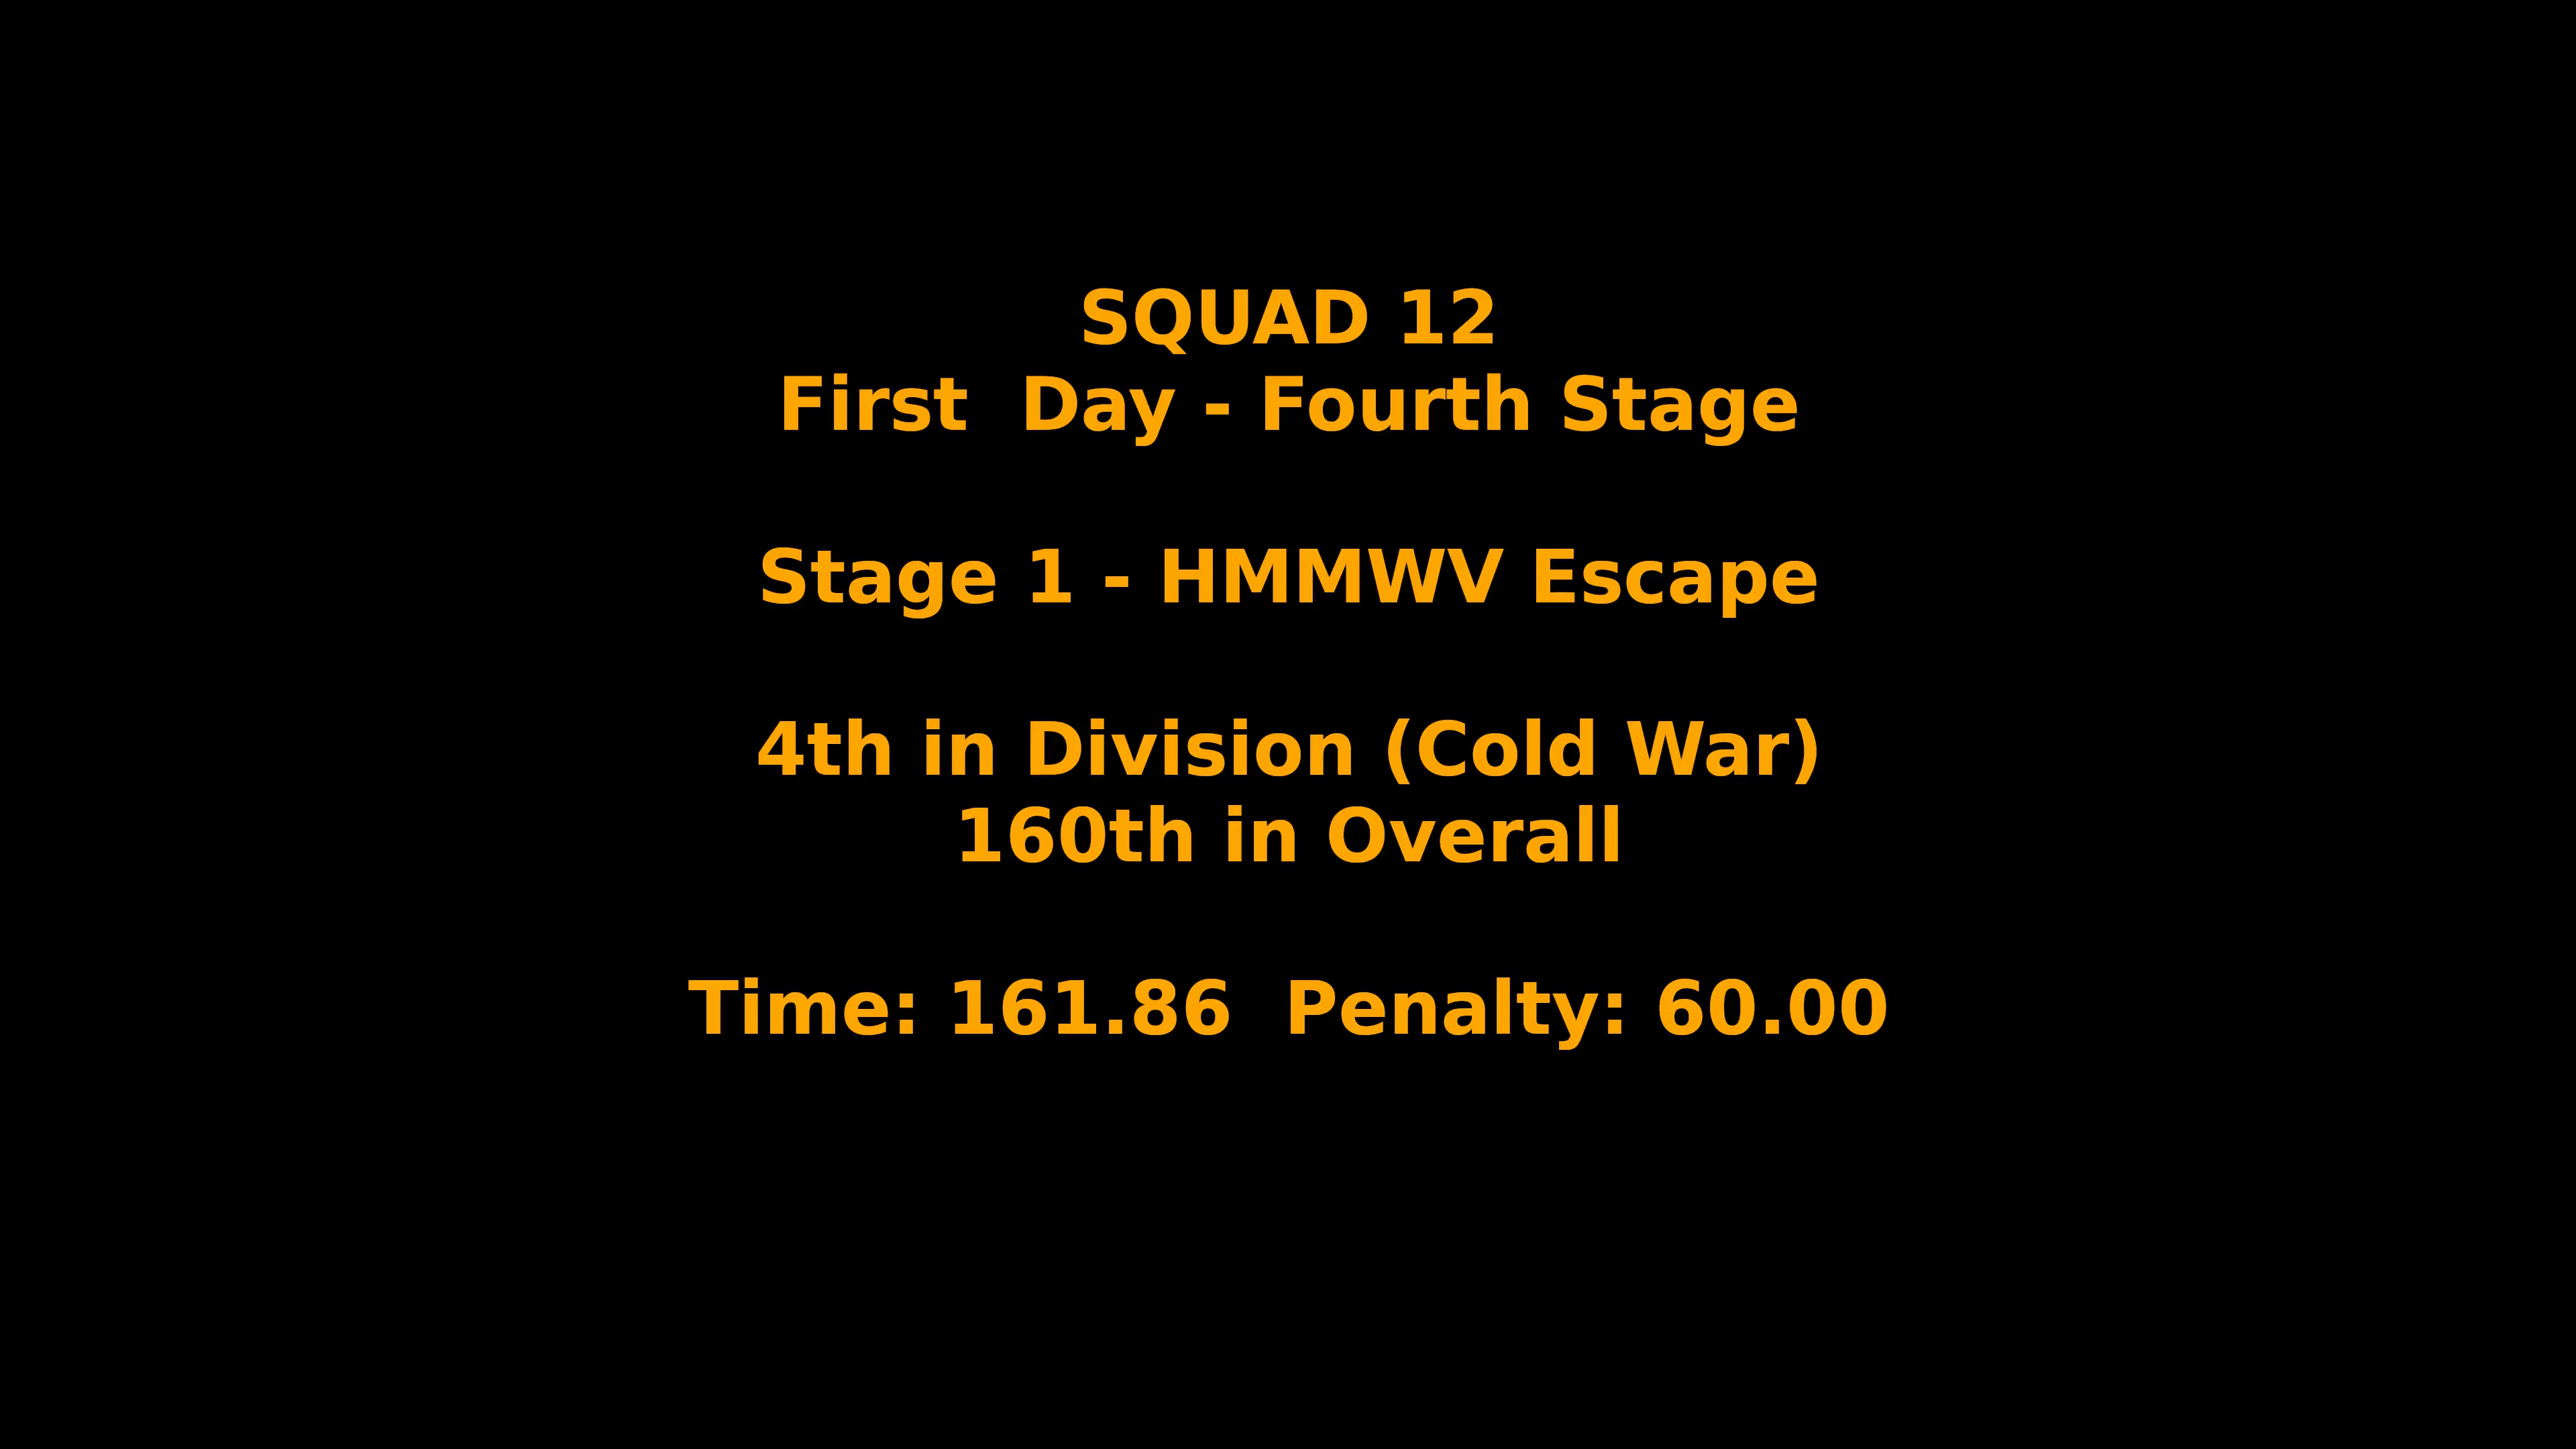 SQUAD 12
First  Day - Fourth Stage
Stage 1 - HMMWV Escape
4th in Division (Cold War)
160th in Overall
Time: 161.86  Penalty: 60.00